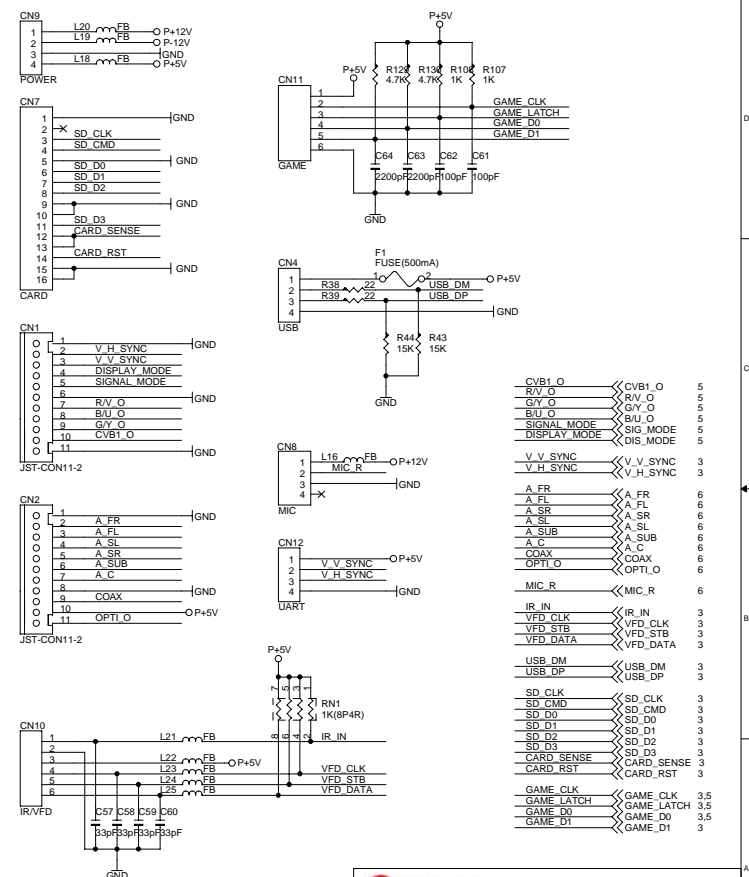 CN9
1
2
3
4
POWER
L20 FB P+12V
L19 FB P-12V
GND
L18 FB P+5V
CN7
1 GND
2
3 SD_CLK
4 SD_CMD
5 GND
6 SD_D0
7 SD_D1
8 SD_D2
9 GND
10
11 SD_D3
12 CARD_SENSE
13
14 CARD_RST
15 GND
16
CARD
CN1
1 GND
2 V_H_SYNC
3 V_V_SYNC
4 DISPLAY_MODE
5 SIGNAL_MODE
6 GND
7 R/V_O
8 B/U_O
9 G/Y_O
10 CVB1_O
11 GND
JST-CON11-2
CN2
1 GND
2 A_FR
3 A_FL
4 A_SL
5 A_SR
6 A_SUB
7 A_C
8 GND
9 COAX
10 P+5V
11 OPTI_O
JST-CON11-2
P+5V
7 5 3 1
RN1
1K(8P4R)
8 6 4 2
CN10
1 L21 FB IR_IN
2
3 L22 FB P+5V
4 L23 FB VFD_CLK
5 L24 FB VFD_STB
6 L25 FB VFD_DATA
IR/VFD
C57 C58 C59 C60
33pF 33pF 33pF 33pF
GND
P+5V
P+5V
R129 4.7K
4.7K
1K
R107 1K
CN11
1
2 GAME_CLK
3 GAME_LATCH
4 GAME_D0
5 GAME_D1
6
GAME
C64 C63 C62 C61
2200pF 2200pF 100pF 100pF
GND
F1
FUSE(500mA)
CN4
1 1 2 P+5V
2 R38 22 USB_DM
3 R39 22 USB_DP
4 GND
USB
R44 R43
15K 15K
GND
CN8
1 L16 FB P+12V
2 MIC_R
3 GND
4
MIC
CN12
1 P+5V
2 V_V_SYNC
3 V_H_SYNC
4 GND
UART
CVB1_O CVB1_O 5
R/V_O R/V_O 5
G/Y_O G/Y_O 5
B/U_O B/U_O 5
SIGNAL_MODE SIG_MODE 5
DISPLAY_MODE DIS_MODE 5
V_V_SYNC V_V_SYNC 3
V_H_SYNC V_H_SYNC 3
A_FR A_FR 6
A_FL A_FL 6
A_SR A_SR 6
A_SL A_SL 6
A_SUB A_SUB 6
A_C A_C 6
COAX COAX 6
OPTI_O OPTI_O 6
MIC_R MIC_R 6
IR_IN IR_IN 3
VFD_CLK VFD_CLK 3
VFD_STB VFD_STB 3
VFD_DATA VFD_DATA 3
USB_DM USB_DM 3
USB_DP USB_DP 3
SD_CLK SD_CLK 3
SD_CMD SD_CMD 3
SD_D0 SD_D0 3
SD_D1 SD_D1 3
SD_D2 SD_D2 3
SD_D3 SD_D3 3
CARD_SENSE CARD_SENSE 3
CARD_RST CARD_RST 3
GAME_CLK GAME_CLK 3,5
GAME_LATCH GAME_LATCH 3,5
GAME_D0 GAME_D0 3,5
GAME_D1 GAME_D1 3
D
C
B
A